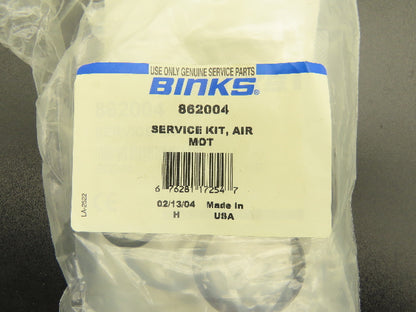 USE ONLY GENUINE SERVICE PARTS
BINKS®
862004
SERVICE KIT, AIR
MOT
6 76281 17254 7
02/13/04 Made In
H USA
LA-2522